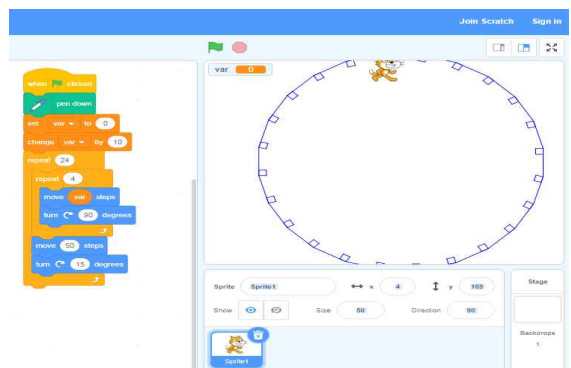 Join Scratch Sign in
var 0
when clicked
pen down
set var to 0
change var by 10
repeat 24
repeat 4
move var steps
turn 90 degrees
move 50 steps
turn 15 degrees
Sprite Sprite1 x 4 y 169
Show Size 50 Direction 90
Sprite1
Stage
Backdrops
1